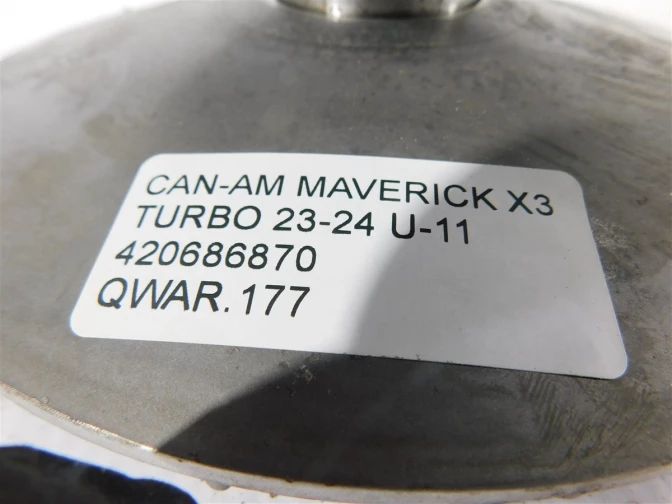 CAN-AM MAVERICK X3
TURBO 23-24 U-11
420686870
QWAR.177